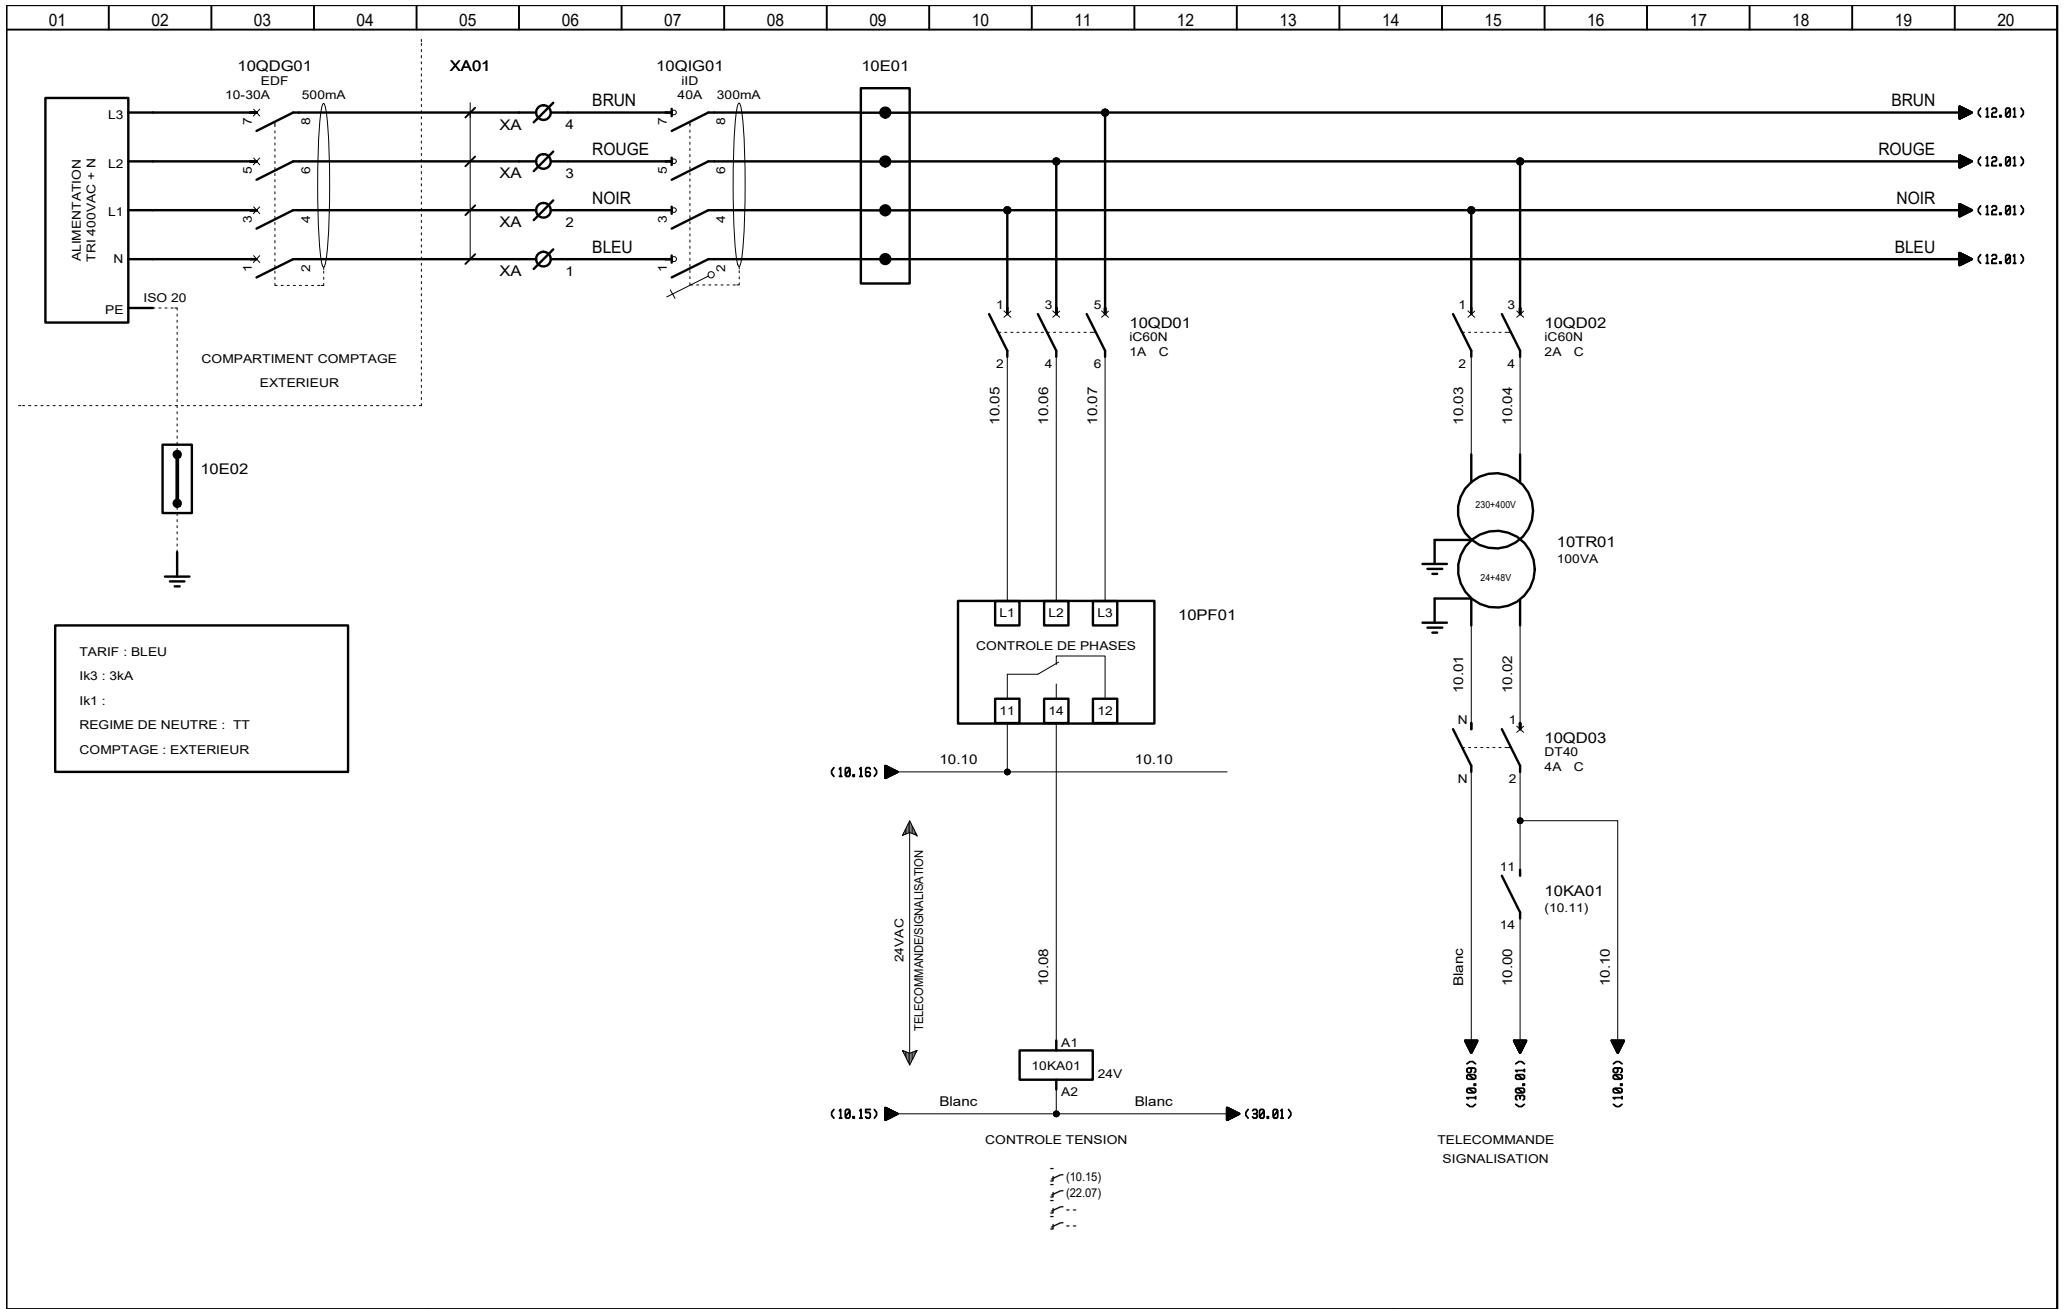 01 02 03 04 05 06 07 08 09 10 11 12 13 14 15 16 17 18 19 20
10QDG01
EDF
10-30A 500mA
XA01
10QIG01
iID
40A 300mA
10E01
ALIMENTATION
TRI 400VAC + N
L3 7 8 XA 4 BRUN 7 8 BRUN (12.01)
L2 5 6 XA 3 ROUGE 5 6 ROUGE (12.01)
L1 3 4 XA 2 NOIR 3 4 NOIR (12.01)
N 1 2 XA 1 BLEU 1 2 BLEU (12.01)
PE ISO 20
COMPARTIMENT COMPTAGE
EXTERIEUR
10E02
TARIF : BLEU
Ik3 : 3kA
Ik1 :
REGIME DE NEUTRE : TT
COMPTAGE : EXTERIEUR
1 3 5
10QD01
iC60N
1A C
2 4 6
10.05 10.06 10.07
L1 L2 L3
10PF01
CONTROLE DE PHASES
11 14 12
(10.16) 10.10 10.10
24VAC
TELECOMMANDE/SIGNALISATION
10.08
A1
10KA01 24V
A2
(10.15) Blanc Blanc (30.01)
CONTROLE TENSION
(10.15)
(22.07)
--
--
1 3
10QD02
iC60N
2A C
2 4
10.03 10.04
230+400V
10TR01
100VA
24+48V
10.01 10.02
N 1
10QD03
DT40
4A C
N 2
11
10KA01
(10.11)
14
Blanc 10.00 10.10
(10.09) (30.01) (10.09)
TELECOMMANDE
SIGNALISATION